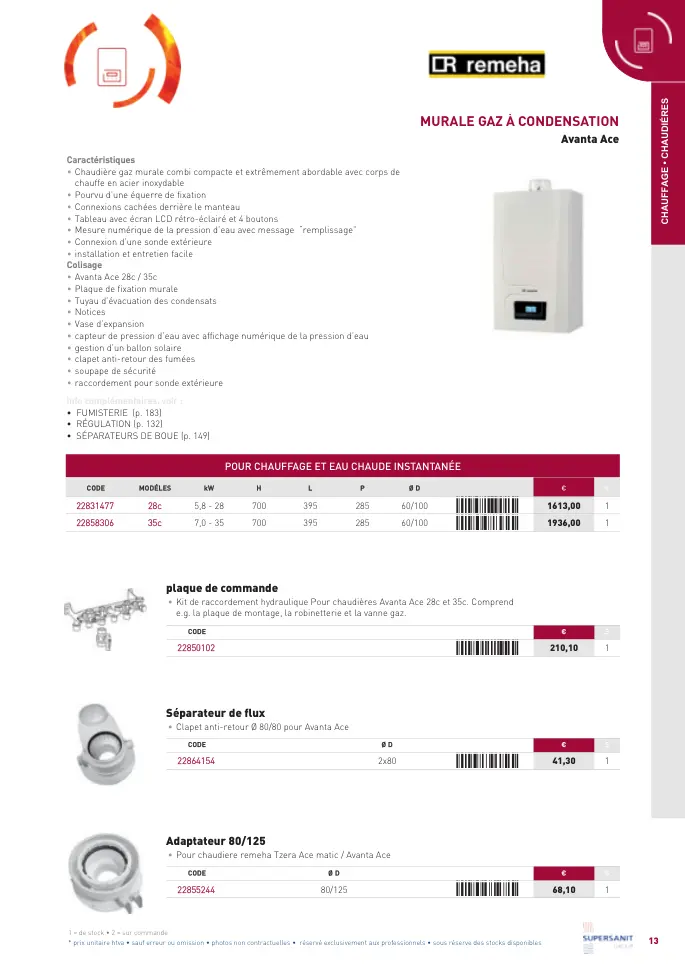 remeha
MURALE GAZ À CONDENSATION
Avanta Ace
CHAUFFAGE • CHAUDIÈRES
Caractéristiques
• Chaudière gaz murale combi compacte et extrêmement abordable avec corps de
chauffe en acier inoxydable
• Pourvu d'une équerre de fixation
• Connexions cachées derrière le manteau
• Tableau avec écran LCD rétro-éclairé et 4 boutons
• Mesure numérique de la pression d'eau avec message "remplissage"
• Connexion d'une sonde extérieure
• installation et entretien facile
Colisage
• Avanta Ace 28c / 35c
• Plaque de fixation murale
• Tuyau d'évacuation des condensats
• Notices
• Vase d'expansion
• capteur de pression d'eau avec affichage numérique de la pression d'eau
• gestion d'un ballon solaire
• clapet anti-retour des fumées
• soupape de sécurité
• raccordement pour sonde extérieure
Info complémentaires, voir :
• FUMISTERIE (p. 183)
• RÉGULATION (p. 132)
• SÉPARATEURS DE BOUE (p. 149)
POUR CHAUFFAGE ET EAU CHAUDE INSTANTANÉE
CODE MODÈLES kW H L P Ø D €
22831477 28c 5,8 - 28 700 395 285 60/100 1613,00 1
22858306 35c 7,0 - 35 700 395 285 60/100 1936,00 1
plaque de commande
• Kit de raccordement hydraulique Pour chaudières Avanta Ace 28c et 35c. Comprend
e.g. la plaque de montage, la robinetterie et la vanne gaz.
CODE €
22850102 210,10 1
Séparateur de flux
• Clapet anti-retour Ø 80/80 pour Avanta Ace
CODE Ø D €
22864154 2x80 41,30 1
Adaptateur 80/125
• Pour chaudiere remeha Tzera Ace matic / Avanta Ace
CODE Ø D €
22855244 80/125 68,10 1
1 = de stock • 2 = sur commande
* prix unitaire htva • sauf erreur ou omission • photos non contractuelles • réservé exclusivement aux professionnels • sous réserve des stocks disponibles
SUPERSANIT
GROUP
13